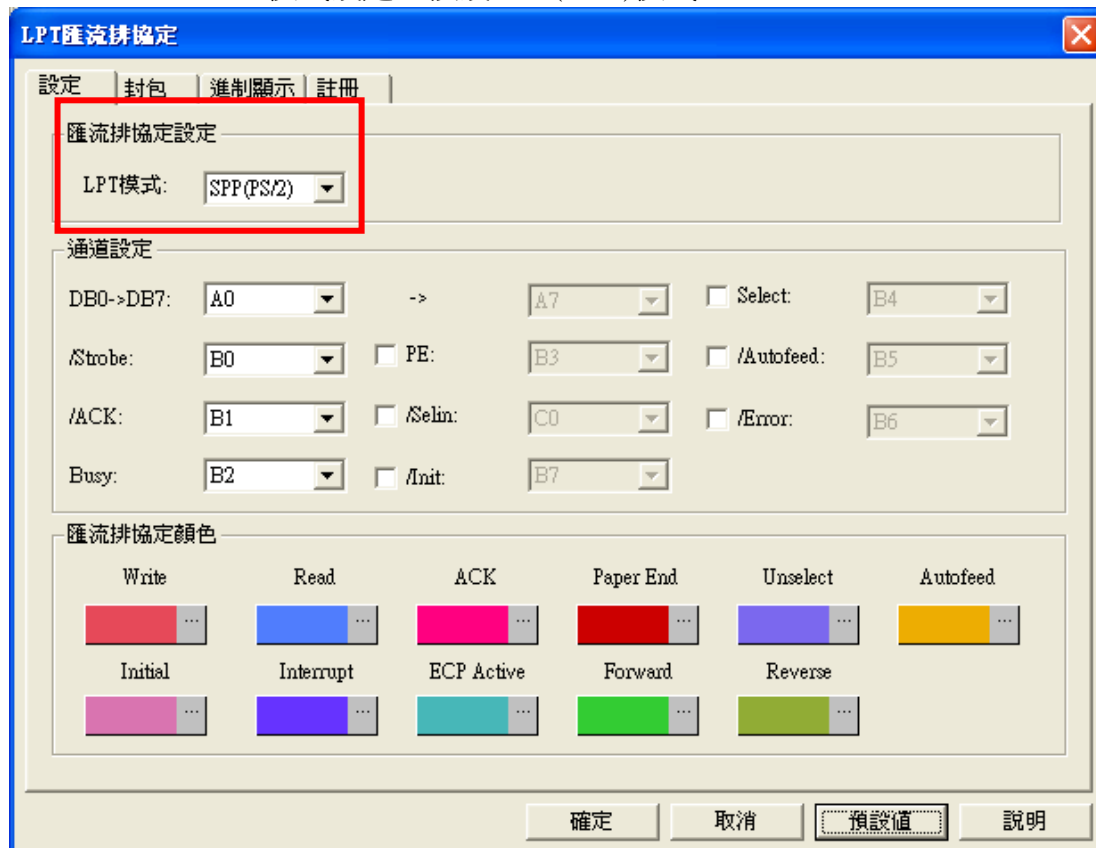 LPT匯流排協定
設定 封包 進制顯示 註冊
匯流排協定設定
LPT模式: SPP(PS/2)
通道設定
DB0->DB7: A0 -> A7 Select: B4
/Strobe: B0 PE: B3 /Autofeed: B5
/ACK: B1 /Selin: C0 /Error: B6
Busy: B2 /Init: B7
匯流排協定顏色
Write Read ACK Paper End Unselect Autofeed
... ... ... ... ... ...
Initial Interrupt ECP Active Forward Reverse
... ... ... ... ...
確定 取消 預設值 說明